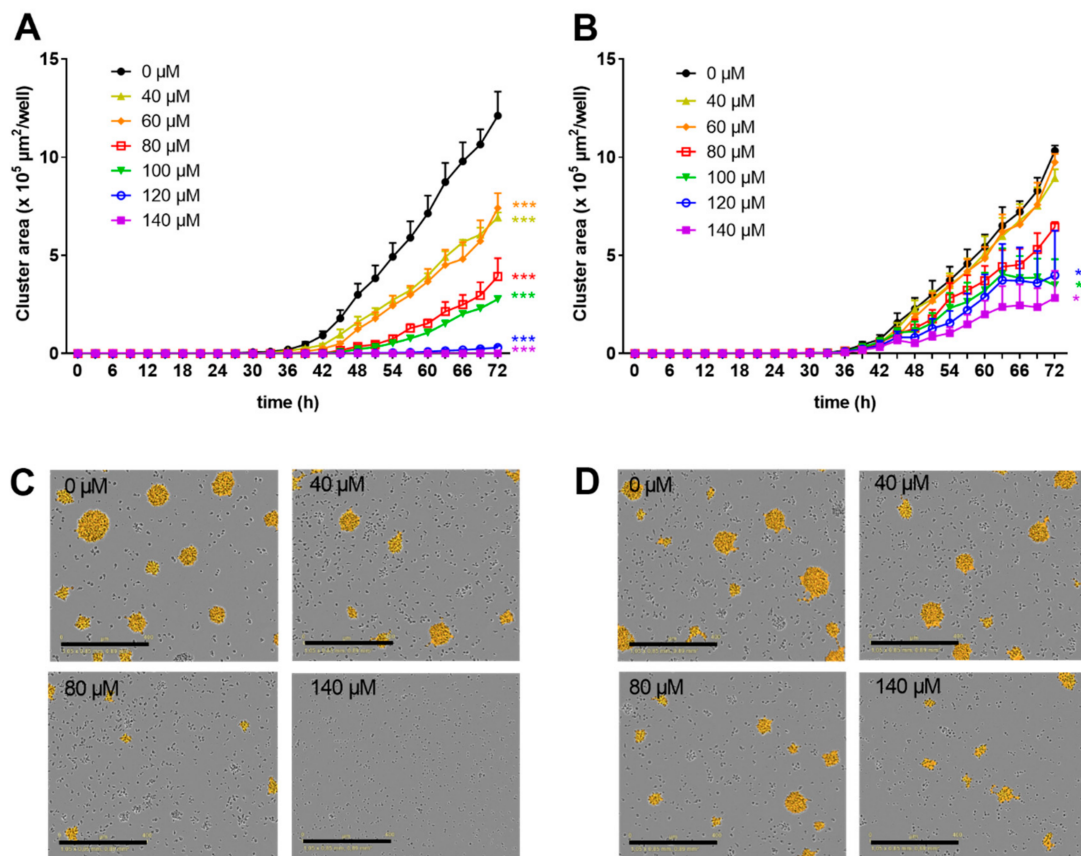 A
15
10
5
0
Cluster area (x 10⁵ µm²/well)
0 µM
40 µM
60 µM
80 µM
100 µM
120 µM
140 µM
***
***
***
***
***
***
0 6 12 18 24 30 36 42 48 54 60 66 72
time (h)
B
15
10
5
0
Cluster area (x 10⁵ µm²/well)
0 µM
40 µM
60 µM
80 µM
100 µM
120 µM
140 µM
*
*
*
0 6 12 18 24 30 36 42 48 54 60 66 72
time (h)
C
0 µM
40 µM
80 µM
140 µM
D
0 µM
40 µM
80 µM
140 µM